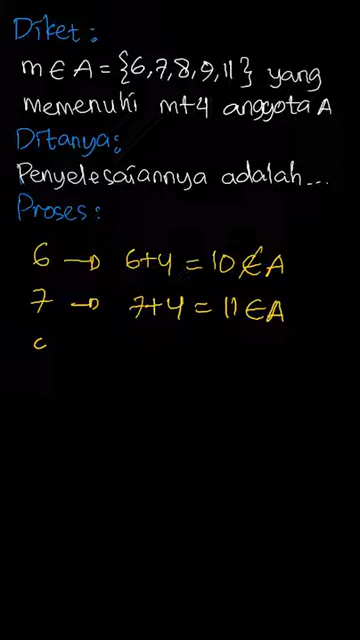 Diket:
m ∈ A = {6,7,8,9,11} yang
memenuhi m+4 anggota A
Ditanya:
Penyelesaiannya adalah...
Proses:
6 → 6+4 = 10 ∉ A
7 → 7+4 = 11 ∈ A